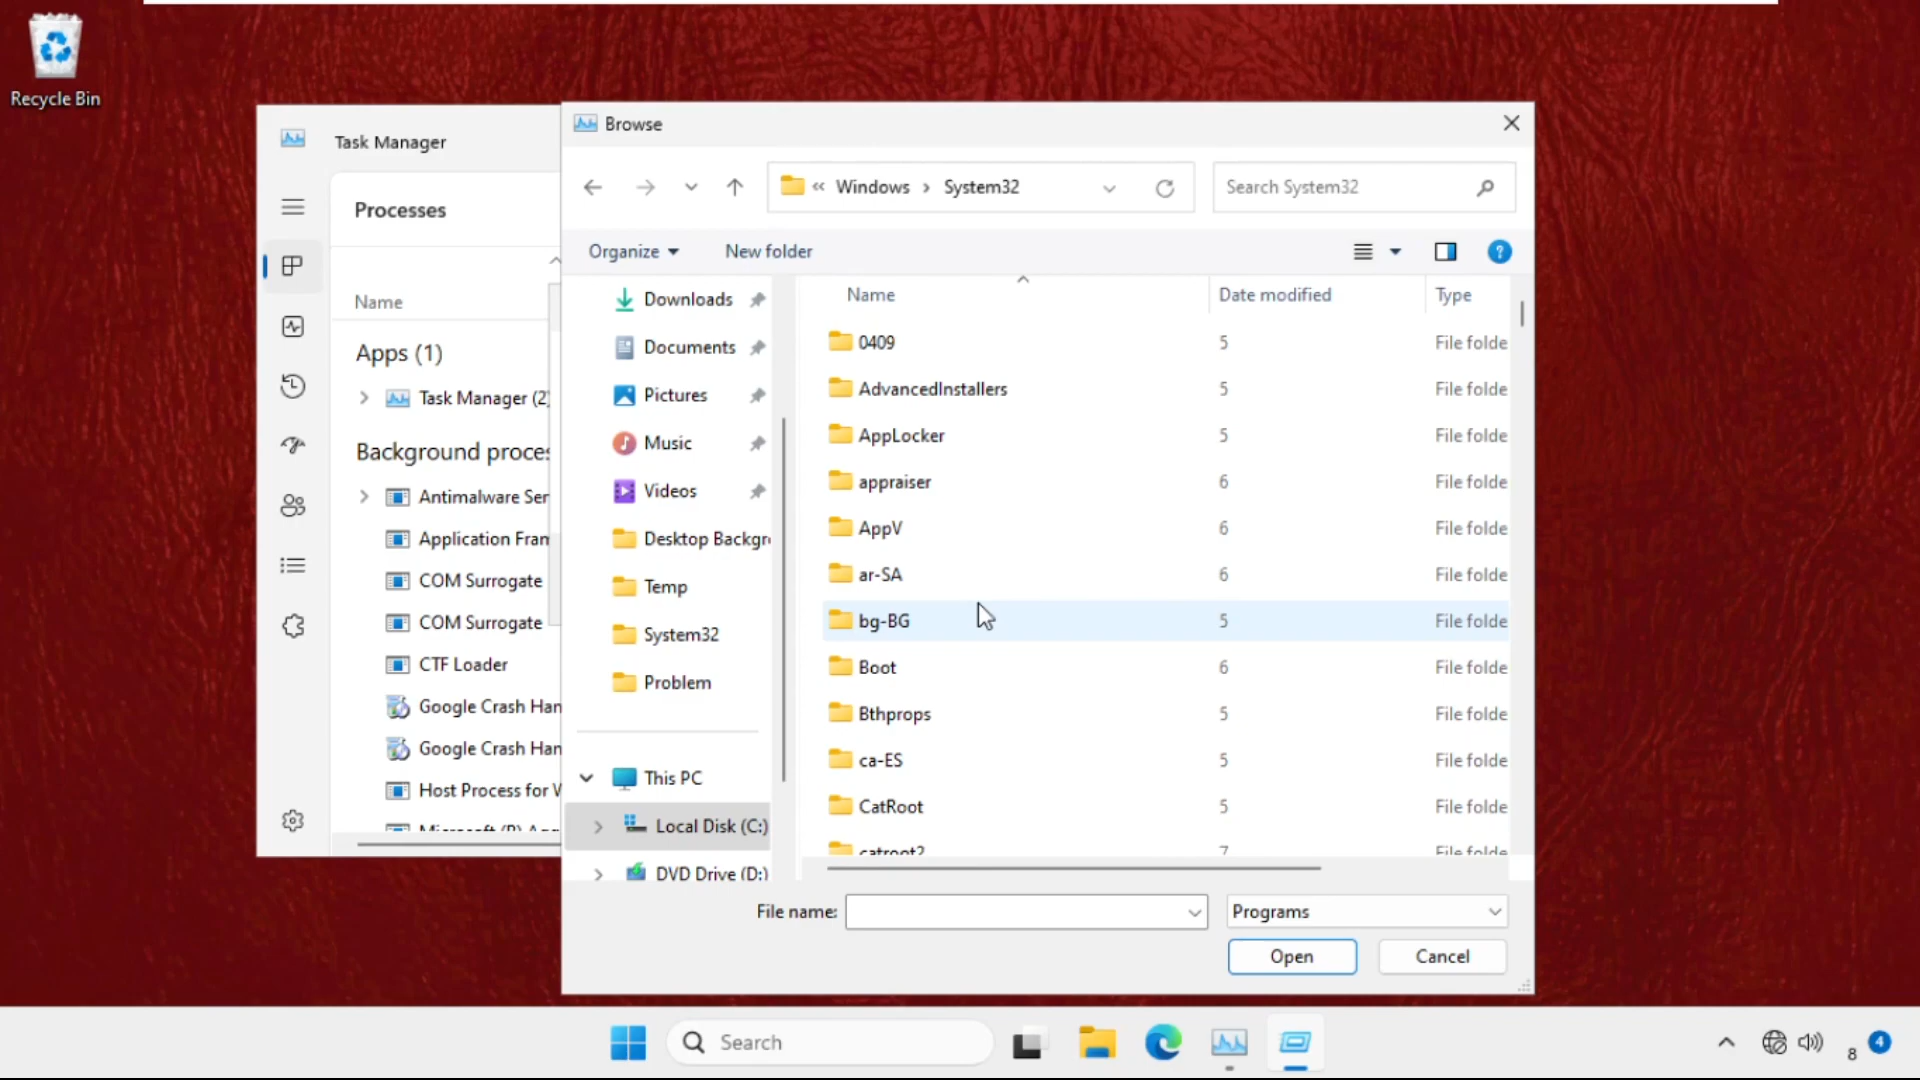 Recycle Bin
Task Manager
Processes
Name
Apps (1)
Task Manager (2)
Background proces
Antimalware Ser
Application Fran
COM Surrogate
COM Surrogate
CTF Loader
Google Crash Han
Google Crash Han
Host Process for W
Browse
« Windows › System32
Search System32
Organize
New folder
?
Downloads
Documents
Pictures
Music
Videos
Desktop Backgr
Temp
System32
Problem
This PC
Local Disk (C:)
DVD Drive (D:)
Name Date modified Type
0409 5 File folde
AdvancedInstallers 5 File folde
AppLocker 5 File folde
appraiser 6 File folde
AppV 6 File folde
ar-SA 6 File folde
bg-BG 5 File folde
Boot 6 File folde
Bthprops 5 File folde
ca-ES 5 File folde
CatRoot 5 File folde
catroot2 7 File folde
File name:
Programs
Open
Cancel
Search
8
4